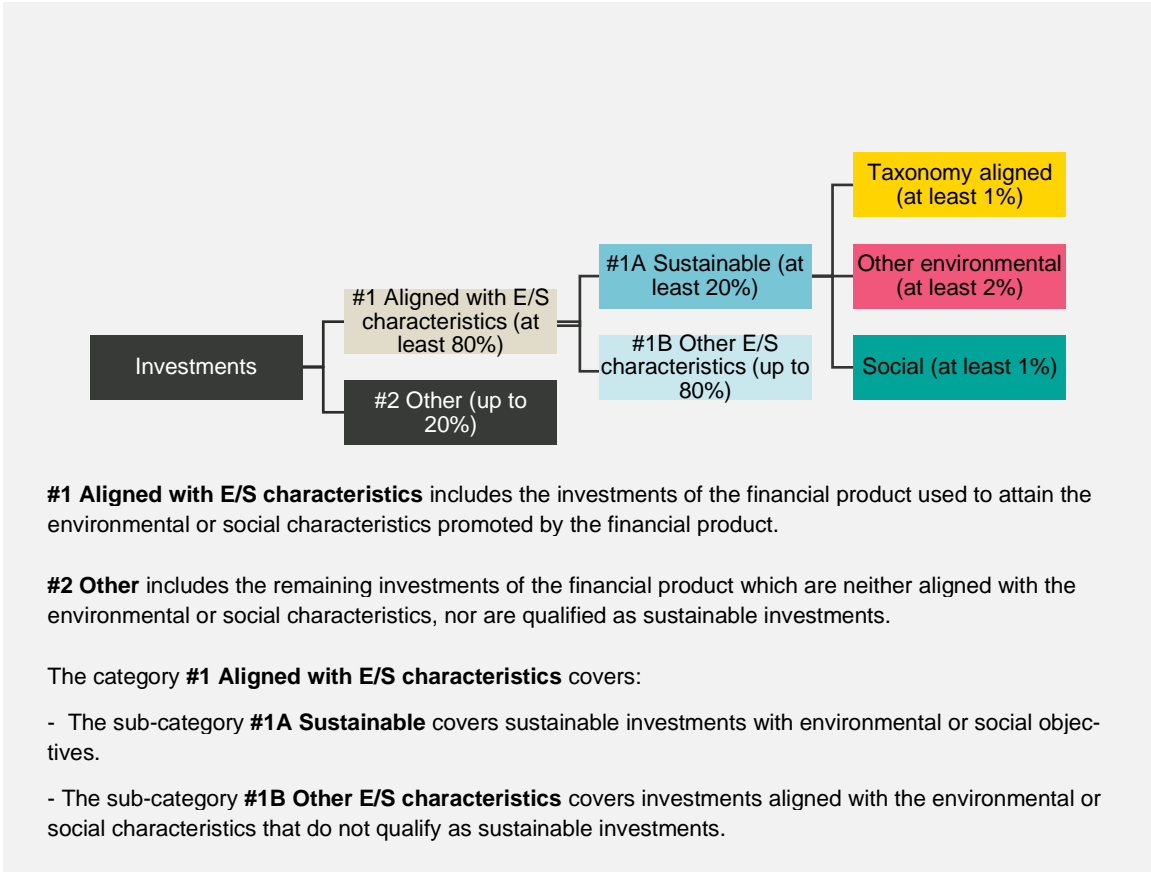 Taxonomy aligned
(at least 1%)
#1A Sustainable (at
least 20%)
Other environmental
(at least 2%)
#1 Aligned with E/S
characteristics (at
least 80%)
Investments
#1B Other E/S
characteristics (up to
80%)
Social (at least 1%)
#2 Other (up to
20%)
#1 Aligned with E/S characteristics includes the investments of the financial product used to attain the
environmental or social characteristics promoted by the financial product.
#2 Other includes the remaining investments of the financial product which are neither aligned with the
environmental or social characteristics, nor are qualified as sustainable investments.
The category #1 Aligned with E/S characteristics covers:
- The sub-category #1A Sustainable covers sustainable investments with environmental or social objec-
tives.
- The sub-category #1B Other E/S characteristics covers investments aligned with the environmental or
social characteristics that do not qualify as sustainable investments.